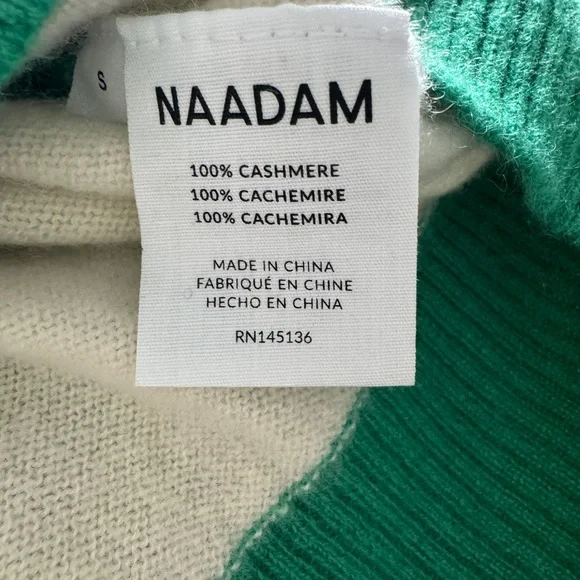 S
NAADAM
100% CASHMERE
100% CACHEMIRE
100% CACHEMIRA
MADE IN CHINA
FABRIQUÉ EN CHINE
HECHO EN CHINA
RN145136